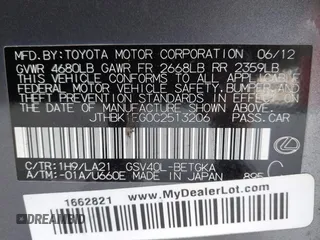 MFD.BY:TOYOTA MOTOR CORPORATION 06/12
GVWR 4680LB GAWR FR 2668LB RR 2359LB
THIS VEHICLE CONFORMS TO ALL APPLICABLE
FEDERAL MOTOR VEHICLE SAFETY, BUMPER, AND
THEFT PREVENTION STANDARDS IN EFFECT ON
THE DATE OF MANUFACTURE SHOWN ABOVE.
JTHBK1EG0C2513206 PASS.CAR
C/TR:1H9/LA21 GSV40L-BETGKA
A/TM:-01A/U660E MADE IN JAPAN 895 C
MyDealerLot.com
1662821
AUTOBIDMASTER